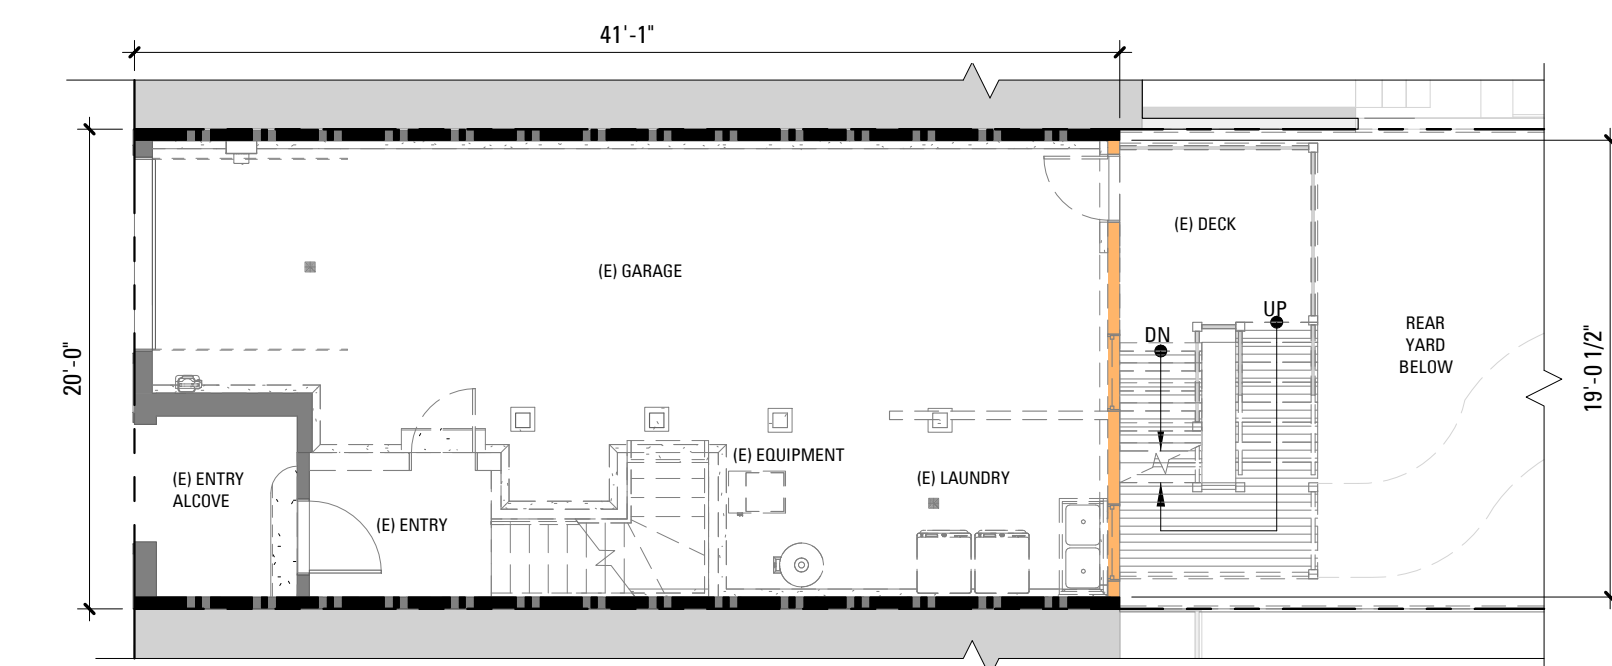 41'-1"
(E) DECK
(E) GARAGE
UP
DN
REAR
YARD
BELOW
20'-0"
19'-0 1/2"
(E) EQUIPMENT
(E) ENTRY
ALCOVE
(E) LAUNDRY
(E) ENTRY